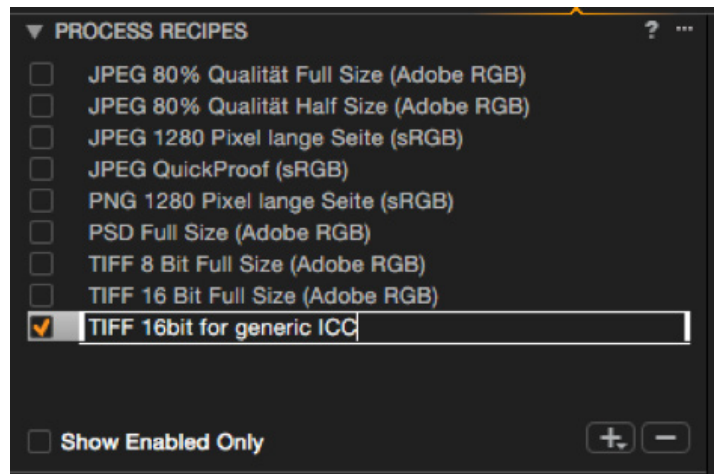 PROCESS RECIPES ? ...
JPEG 80% Qualität Full Size (Adobe RGB)
JPEG 80% Qualität Half Size (Adobe RGB)
JPEG 1280 Pixel lange Seite (sRGB)
JPEG QuickProof (sRGB)
PNG 1280 Pixel lange Seite (sRGB)
PSD Full Size (Adobe RGB)
TIFF 8 Bit Full Size (Adobe RGB)
TIFF 16 Bit Full Size (Adobe RGB)
TIFF 16bit for generic ICC
Show Enabled Only